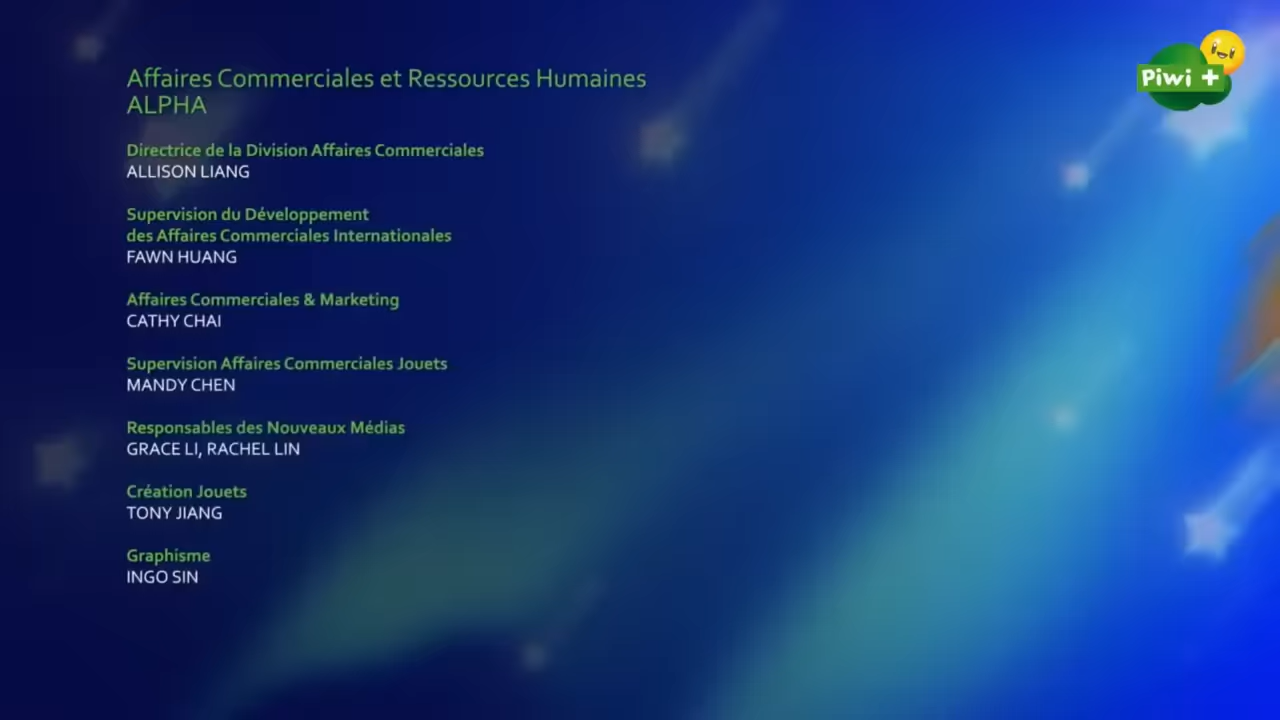 Piwi +
Affaires Commerciales et Ressources Humaines
ALPHA
Directrice de la Division Affaires Commerciales
ALLISON LIANG
Supervision du Développement
des Affaires Commerciales Internationales
FAWN HUANG
Affaires Commerciales & Marketing
CATHY CHAI
Supervision Affaires Commerciales Jouets
MANDY CHEN
Responsables des Nouveaux Médias
GRACE LI, RACHEL LIN
Création Jouets
TONY JIANG
Graphisme
INGO SIN